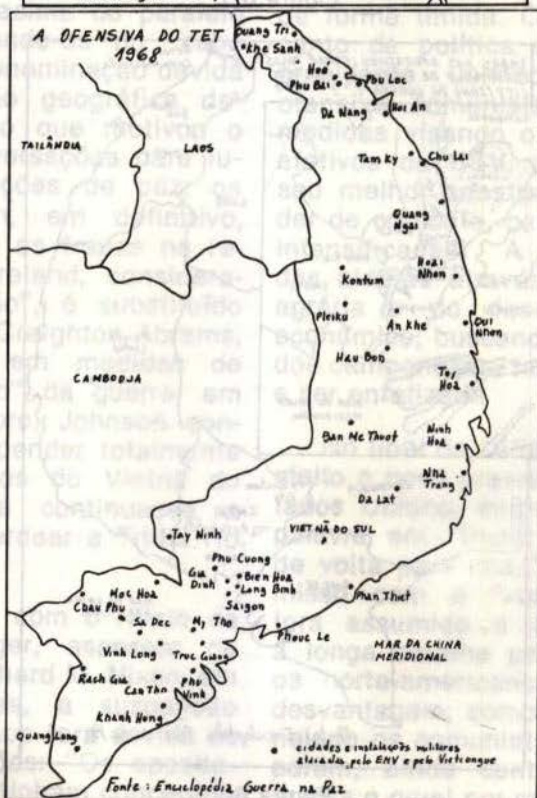 A OFENSIVA DO TET
1968
Quang Tri
Khe Sanh
Hoé
Phu Bai
Phu Loc
Da Nang
Hoi An
TAILÂNDIA
LAOS
Tam Ky
Chu Lai
Quang
Ngai
Hoai
Nhon
Kontum
Pleiku
An Khe
Qui
Nhon
Hau Bon
Tuy
Hoa
CAMBODJA
Ban Me Thuot
Ninh
Hoa
Nha
Trang
Da Lat
VIETNÃ DO SUL
Tay Ninh
Phu Cuong
Gia
Dinh
Bien Hoa
Long Binh
Saigon
Phan Thiet
Moc Hoa
Chau Phu
Sa Dec
My Tho
Phouc Le
Vinh Long
Truc Giang
MAR DA CHINA
MERIDIONAL
Rach Gia
Can Tho
Phu
Vinh
Khanh Hong
Quang Long
cidades e instalações militares
atacadas, pelo ENV e pelo Vietcongue
Fonte: Enciclopédia Guerra na Paz